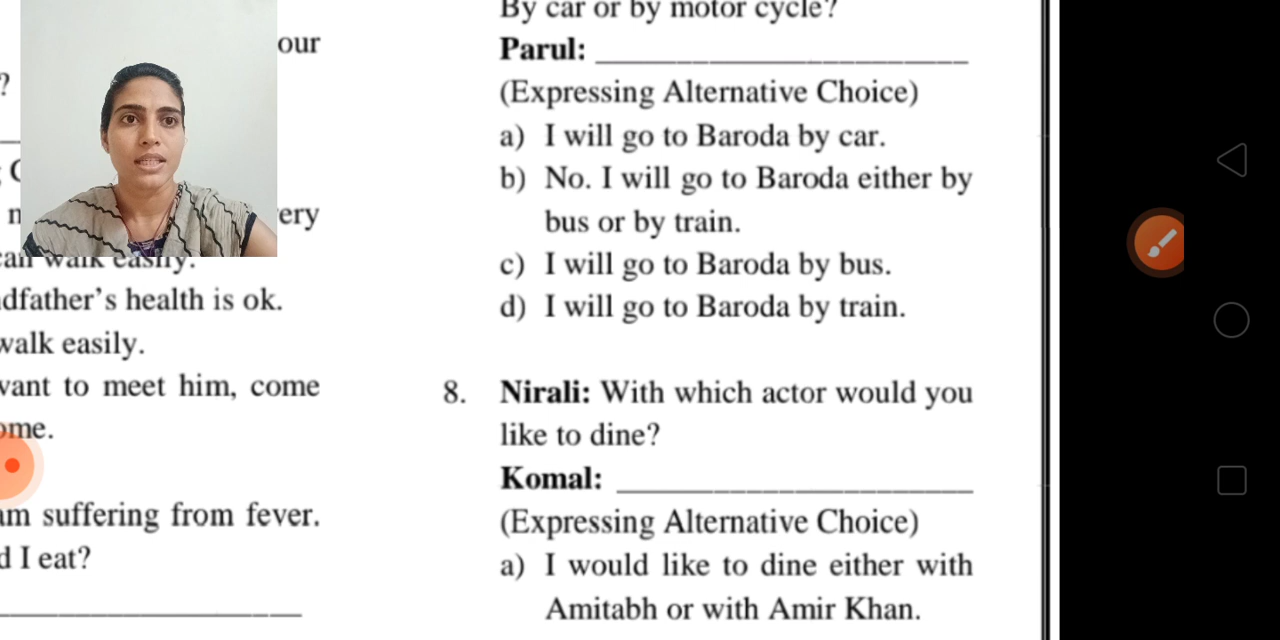 our
?
ery
walk easily.
dfather's health is ok.
walk easily.
want to meet him, come
ome.
am suffering from fever.
d I eat?
By car or by motor cycle?
Parul: ______________________
(Expressing Alternative Choice)
a) I will go to Baroda by car.
b) No. I will go to Baroda either by
bus or by train.
c) I will go to Baroda by bus.
d) I will go to Baroda by train.
8. Nirali: With which actor would you
like to dine?
Komal: ______________________
(Expressing Alternative Choice)
a) I would like to dine either with
Amitabh or with Amir Khan.